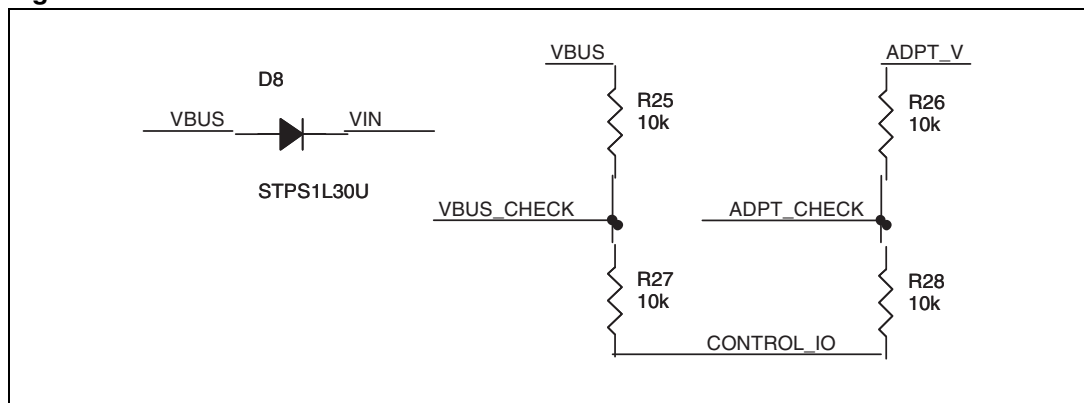 VBUS
ADPT_V
D8
R25
10k
R26
10k
VBUS
VIN
STPS1L30U
VBUS_CHECK
ADPT_CHECK
R27
10k
R28
10k
CONTROL_IO